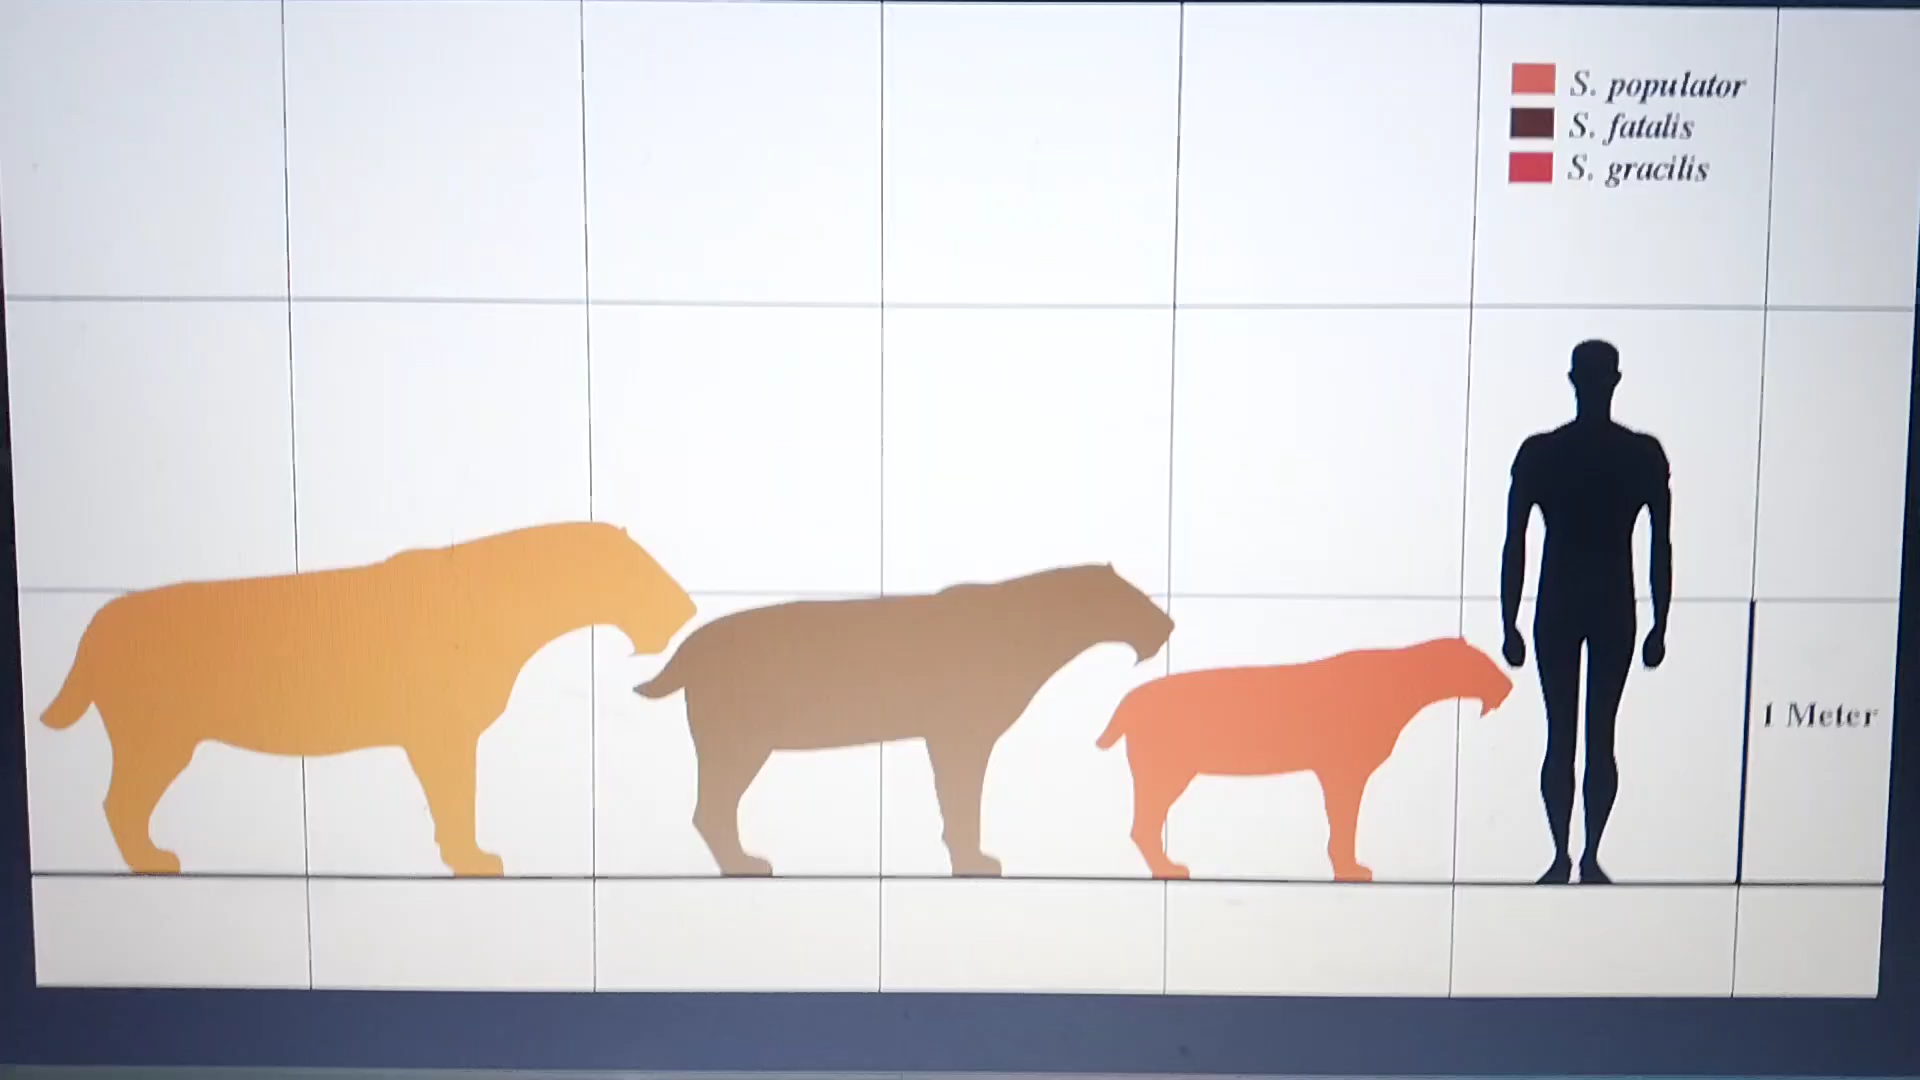 S. populator
S. fatalis
S. gracilis
1 Meter